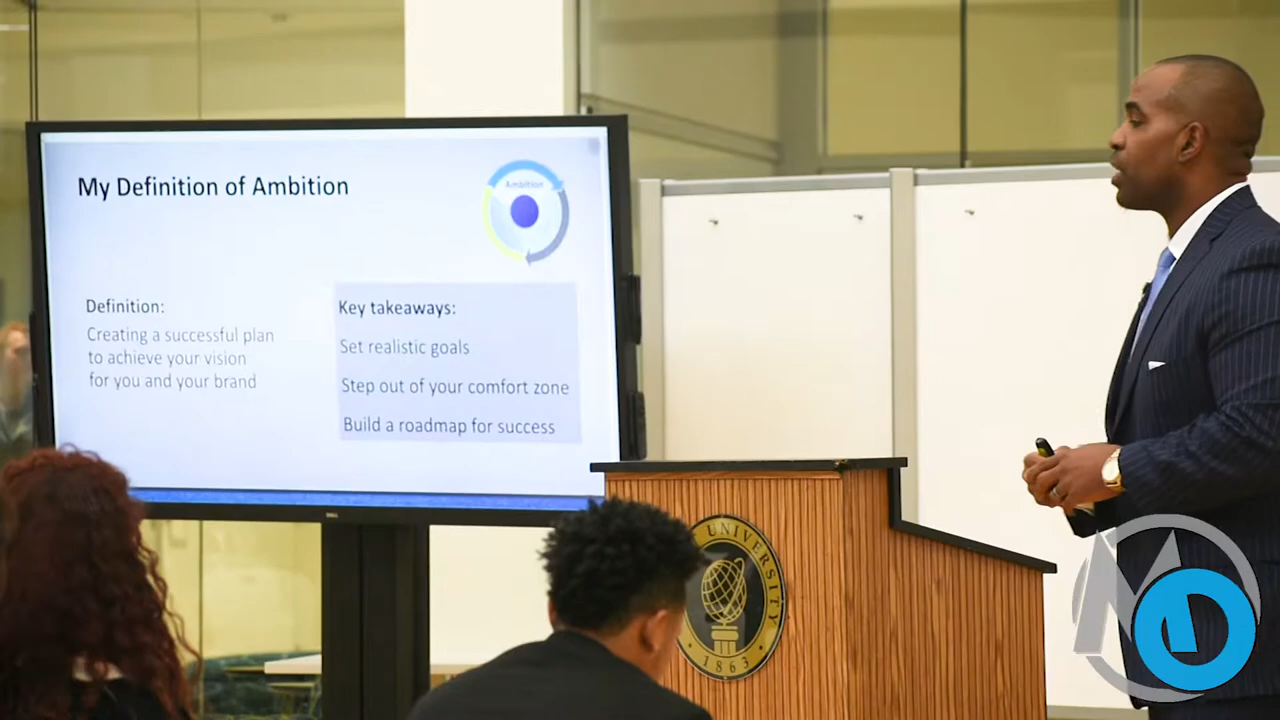 My Definition of Ambition
Ambition
Definition:
Creating a successful plan
to achieve your vision
for you and your brand
Key takeaways:
Set realistic goals
Step out of your comfort zone
Build a roadmap for success
DELL
UNIVERSITY
1863